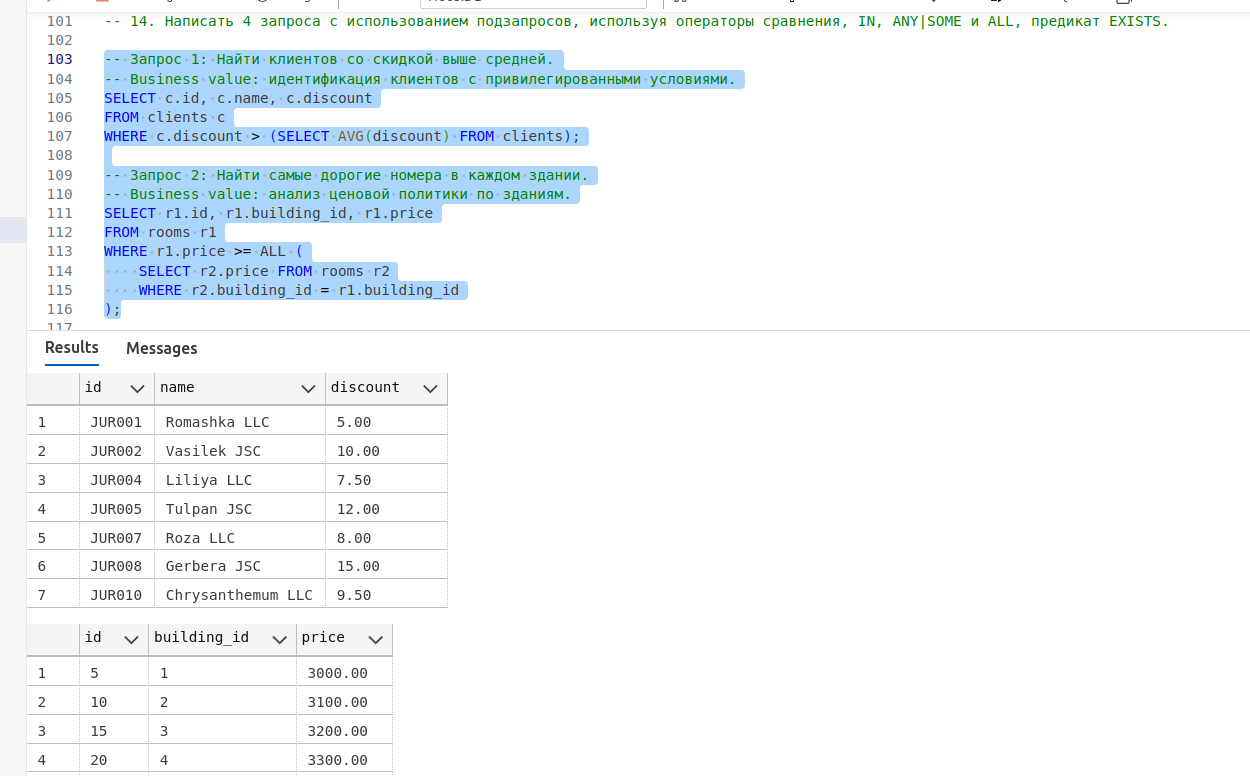 101 -- 14. Написать 4 запроса с использованием подзапросов, используя операторы сравнения, IN, ANY|SOME и ALL, предикат EXISTS.
102
103 -- Запрос 1: Найти клиентов со скидкой выше средней.
104 -- Business value: идентификация клиентов с привилегированными условиями.
105 SELECT c.id, c.name, c.discount
106 FROM clients c
107 WHERE c.discount > (SELECT AVG(discount) FROM clients);
108
109 -- Запрос 2: Найти самые дорогие номера в каждом здании.
110 -- Business value: анализ ценовой политики по зданиям.
111 SELECT r1.id, r1.building_id, r1.price
112 FROM rooms r1
113 WHERE r1.price >= ALL (
114     SELECT r2.price FROM rooms r2
115     WHERE r2.building_id = r1.building_id
116 );
117
Results Messages
id name discount
1 JUR001 Romashka LLC 5.00
2 JUR002 Vasilek JSC 10.00
3 JUR004 Liliya LLC 7.50
4 JUR005 Tulpan JSC 12.00
5 JUR007 Roza LLC 8.00
6 JUR008 Gerbera JSC 15.00
7 JUR010 Chrysanthemum LLC 9.50
id building_id price
1 5 1 3000.00
2 10 2 3100.00
3 15 3 3200.00
4 20 4 3300.00